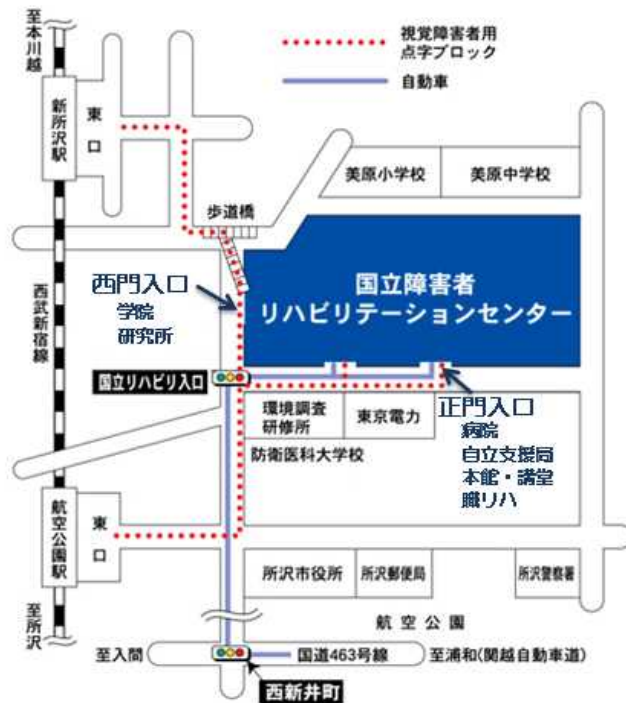 至本川越
視覚障害者用
点字ブロック
自動車
新所沢駅
東口
美原小学校
美原中学校
歩道橋
西武新宿線
西門入口
学院
研究所
国立障害者
リハビリテーションセンター
国立リハビリ入口
環境調査
研修所
東京電力
正門入口
病院
自立支援局
本館・講堂
職リハ
防衛医科大学校
航空公園駅
東口
所沢市役所
所沢郵便局
所沢警察署
至所沢
航空公園
至入間
国道463号線
至浦和(関越自動車道)
西新井町